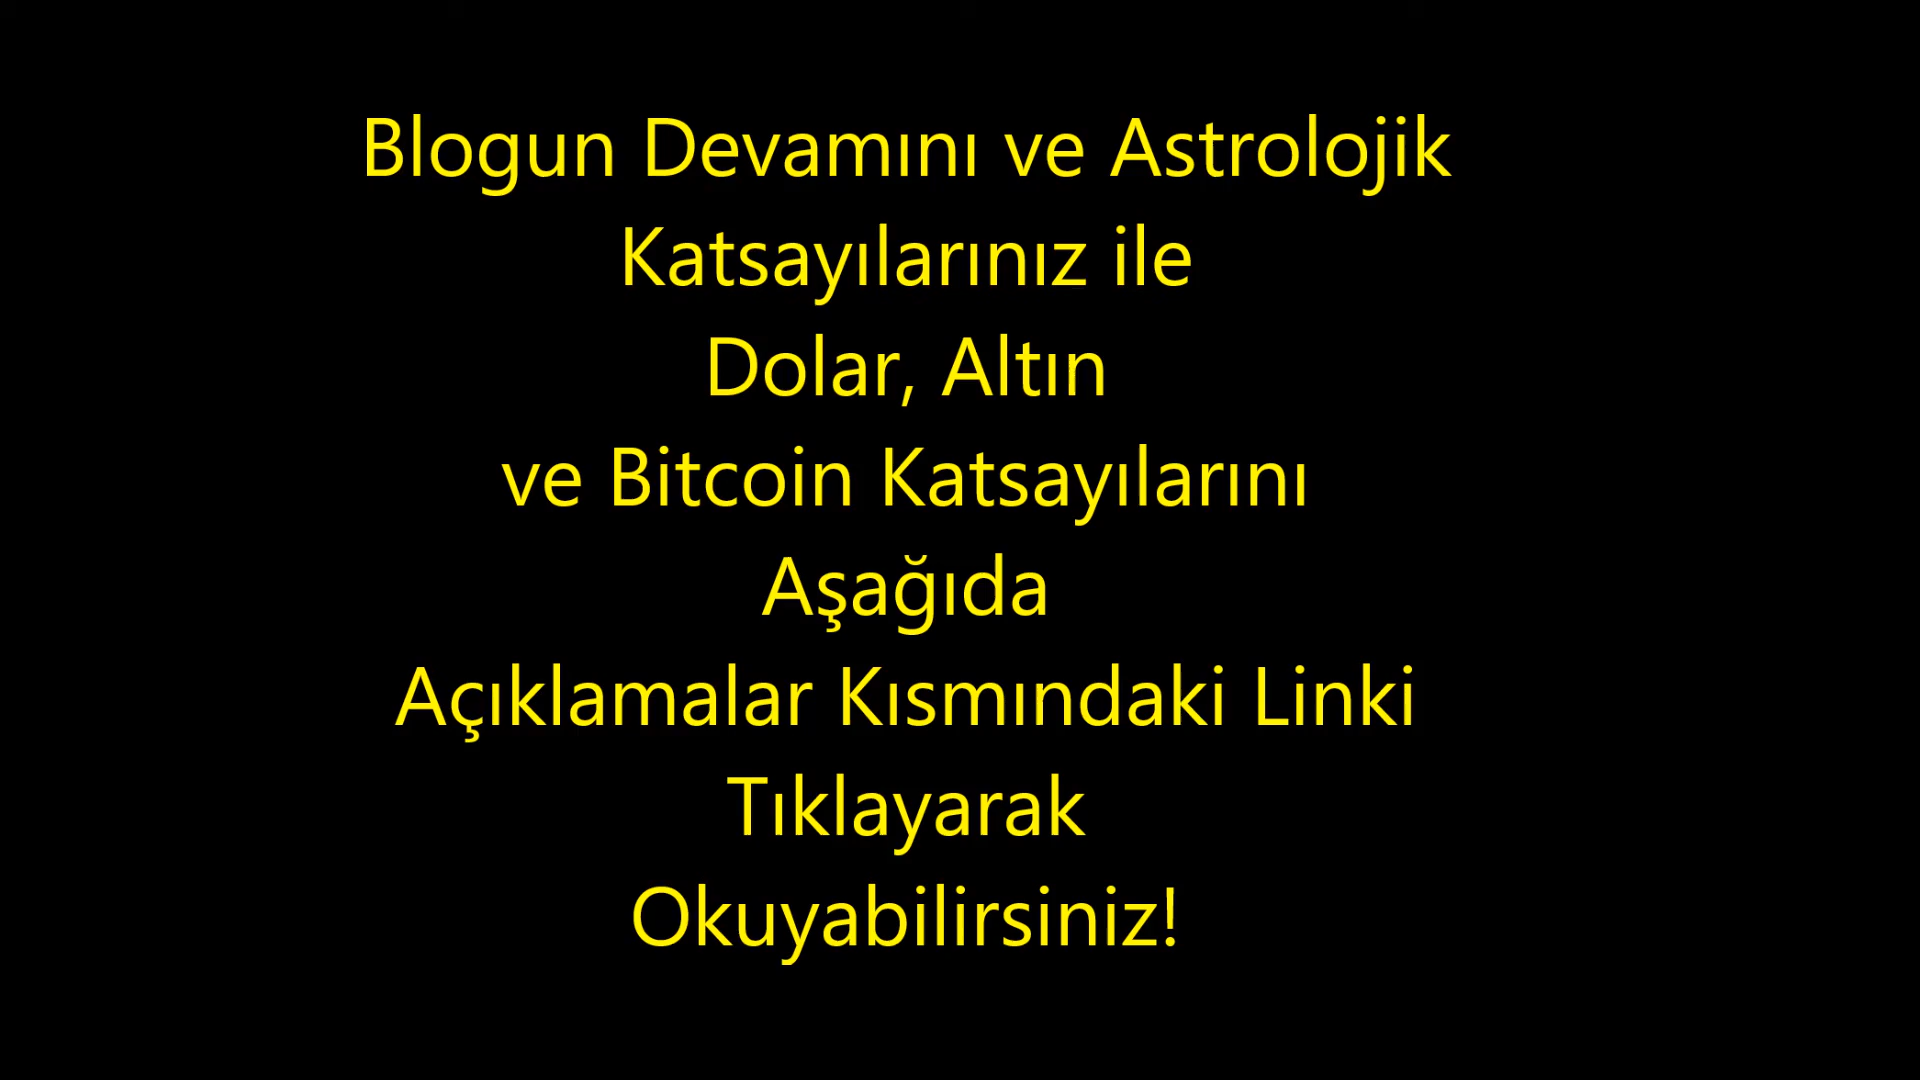 Blogun Devamını ve Astrolojik
Katsayılarınız ile
Dolar, Altın
ve Bitcoin Katsayılarını
Aşağıda
Açıklamalar Kısmındaki Linki
Tıklayarak
Okuyabilirsiniz!